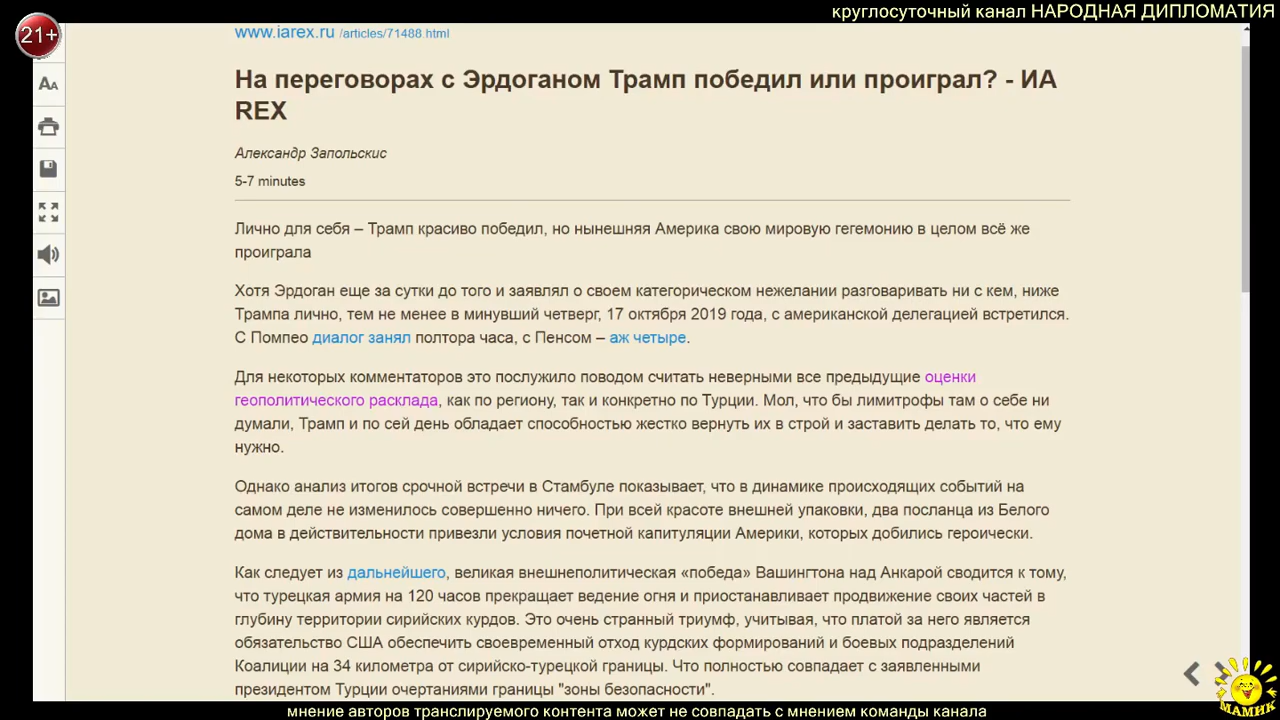 круглосуточный канал НАРОДНАЯ ДИПЛОМАТИЯ
21+
www.iarex.ru /articles/71488.html
На переговорах с Эрдоганом Трамп победил или проиграл? - ИА
REX
Александр Запольскис
5-7 minutes
Лично для себя – Трамп красиво победил, но нынешняя Америка свою мировую гегемонию в целом всё же
проиграла
Хотя Эрдоган еще за сутки до того и заявлял о своем категорическом нежелании разговаривать ни с кем, ниже
Трампа лично, тем не менее в минувший четверг, 17 октября 2019 года, с американской делегацией встретился.
С Помпео диалог занял полтора часа, с Пенсом – аж четыре.
Для некоторых комментаторов это послужило поводом считать неверными все предыдущие оценки
геополитического расклада, как по региону, так и конкретно по Турции. Мол, что бы лимитрофы там о себе ни
думали, Трамп и по сей день обладает способностью жестко вернуть их в строй и заставить делать то, что ему
нужно.
Однако анализ итогов срочной встречи в Стамбуле показывает, что в динамике происходящих событий на
самом деле не изменилось совершенно ничего. При всей красоте внешней упаковки, два посланца из Белого
дома в действительности привезли условия почетной капитуляции Америки, которых добились героически.
Как следует из дальнейшего, великая внешнеполитическая «победа» Вашингтона над Анкарой сводится к тому,
что турецкая армия на 120 часов прекращает ведение огня и приостанавливает продвижение своих частей в
глубину территории сирийских курдов. Это очень странный триумф, учитывая, что платой за него является
обязательство США обеспечить своевременный отход курдских формирований и боевых подразделений
Коалиции на 34 километра от сирийско-турецкой границы. Что полностью совпадает с заявленными
президентом Турции очертаниями границы "зоны безопасности".
МАМИК
мнение авторов транслируемого контента может не совпадать с мнением команды канала